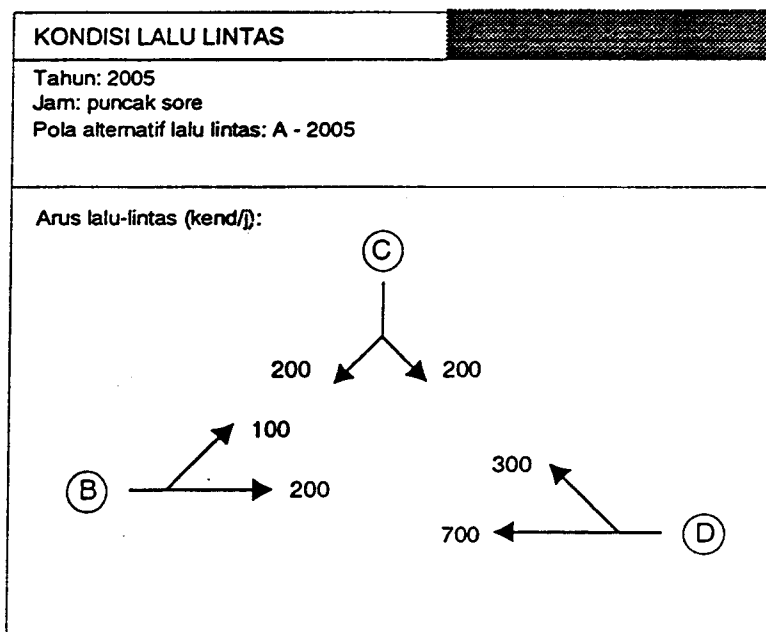 KONDISI LALU LINTAS
Tahun: 2005
Jam: puncak sore
Pola alternatif lalu lintas: A - 2005
Arus lalu-lintas (kend/j):
C
200 200
100
B 200
300
700 D